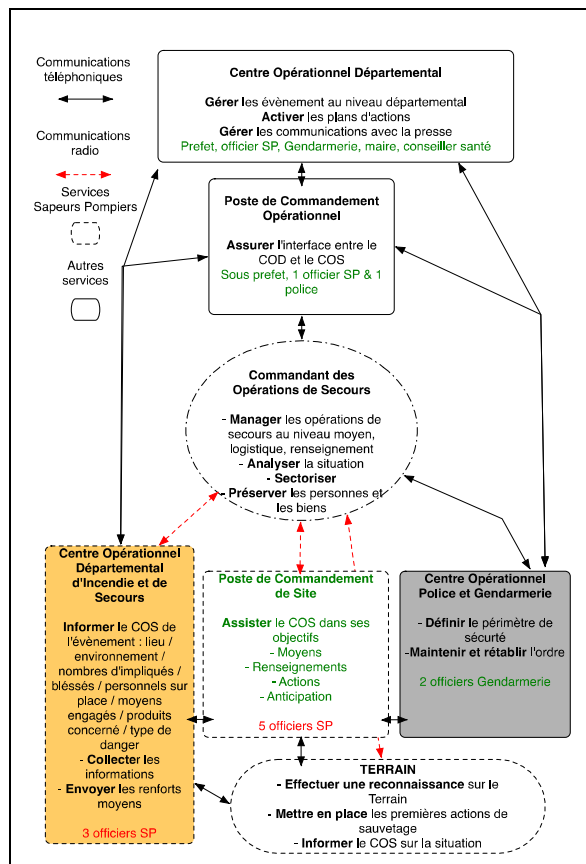 Communications
téléphoniques
Communications
radio
Services
Sapeurs Pompiers
Autres
services
Centre Opérationnel Départemental
Gérer les évènement au niveau départemental
Activer les plans d'actions
Gérer les communications avec la presse
Prefet, officier SP, Gendarmerie, maire, conseiller santé
Poste de Commandement
Opérationnel
Assurer l'interface entre le
COD et le COS
Sous prefet, 1 officier SP & 1
police
Commandant des
Opérations de Secours
- Manager les opérations de
secours au niveau moyen,
logistique, renseignement
- Analyser la situation
- Sectoriser
- Préserver les personnes et
les biens
Centre Opérationnel
Départemental
d'Incendie et de
Secours
Informer le COS de
l'évènement : lieu /
environnement /
nombres d'impliqués /
bléssés / personnels sur
place / moyens
engagés / produits
concerné / type de
danger
- Collecter les
informations
- Envoyer les renforts
moyens
3 officiers SP
Poste de Commandement
de Site
Assister le COS dans ses
objectifs
- Moyens
- Renseignements
- Actions
- Anticipation
5 officiers SP
Centre Opérationnel
Police et Gendarmerie
- Définir le périmètre de
sécurté
- Maintenir et rétablir l'ordre
2 officiers Gendarmerie
TERRAIN
- Effectuer une reconnaissance sur le
Terrain
- Mettre en place les premières actions de
sauvetage
- Informer le COS sur la situation